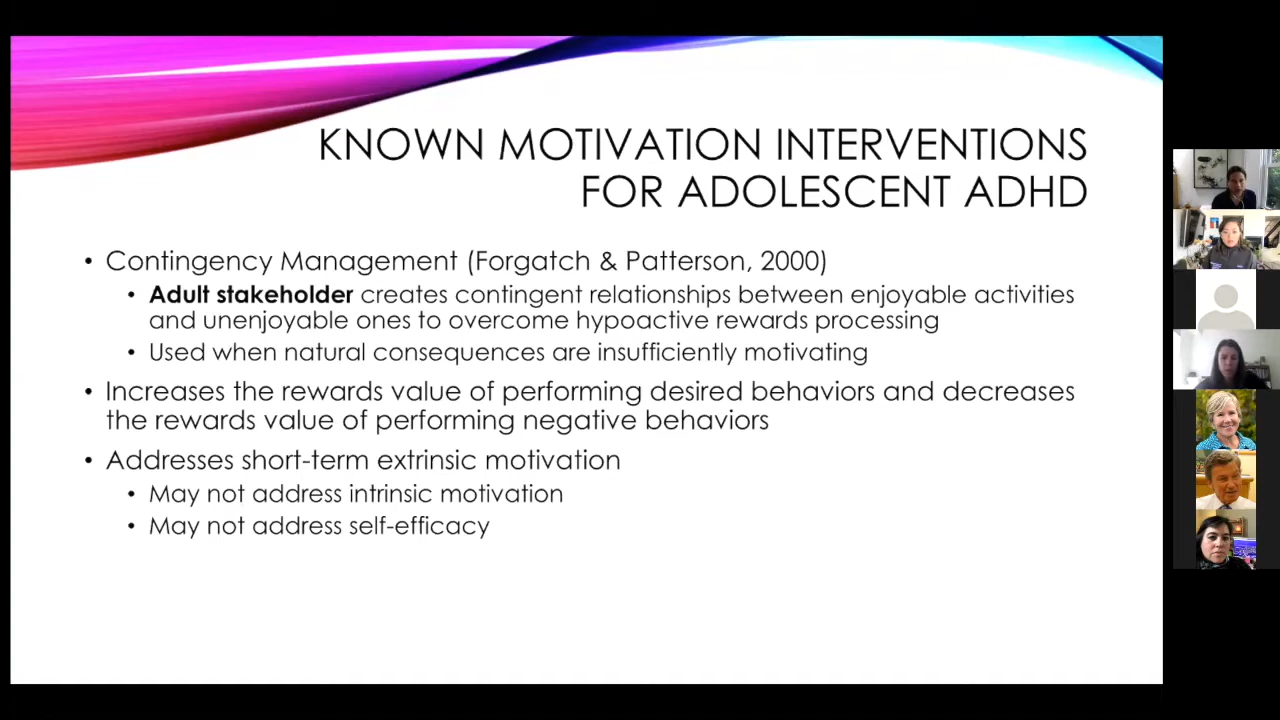 KNOWN MOTIVATION INTERVENTIONS
FOR ADOLESCENT ADHD
• Contingency Management (Forgatch & Patterson, 2000)
• Adult stakeholder creates contingent relationships between enjoyable activities
and unenjoyable ones to overcome hypoactive rewards processing
• Used when natural consequences are insufficiently motivating
• Increases the rewards value of performing desired behaviors and decreases
the rewards value of performing negative behaviors
• Addresses short-term extrinsic motivation
• May not address intrinsic motivation
• May not address self-efficacy